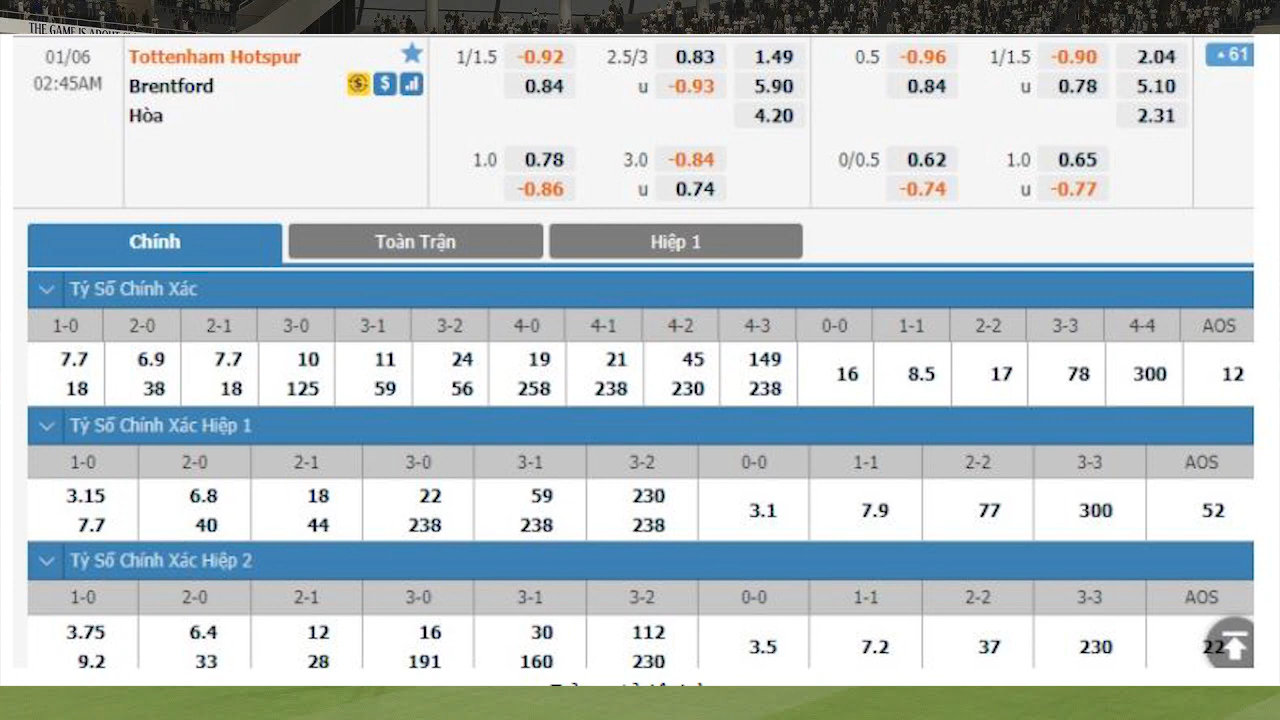 THE GAME IS ABOUT
01/06 Tottenham Hotspur 1/1.5 -0.92 2.5/3 0.83 1.49 0.5 -0.96 1/1.5 -0.90 2.04 61
02:45AM Brentford $ $ 0.84 u -0.93 5.90 0.84 u 0.78 5.10
Hòa 4.20 2.31
1.0 0.78 3.0 -0.84 0/0.5 0.62 1.0 0.65
-0.86 u 0.74 -0.74 u -0.77
Chính Toàn Trận Hiệp 1
Tỷ Số Chính Xác
1-0 2-0 2-1 3-0 3-1 3-2 4-0 4-1 4-2 4-3 0-0 1-1 2-2 3-3 4-4 AOS
7.7 6.9 7.7 10 11 24 19 21 45 149
16 8.5 17 78 300 12
18 38 18 125 59 56 258 238 230 238
Tỷ Số Chính Xác Hiệp 1
1-0 2-0 2-1 3-0 3-1 3-2 0-0 1-1 2-2 3-3 AOS
3.15 6.8 18 22 59 230
3.1 7.9 77 300 52
7.7 40 44 238 238 238
Tỷ Số Chính Xác Hiệp 2
1-0 2-0 2-1 3-0 3-1 3-2 0-0 1-1 2-2 3-3 AOS
3.75 6.4 12 16 30 112
3.5 7.2 37 230 22
9.2 33 28 191 160 230